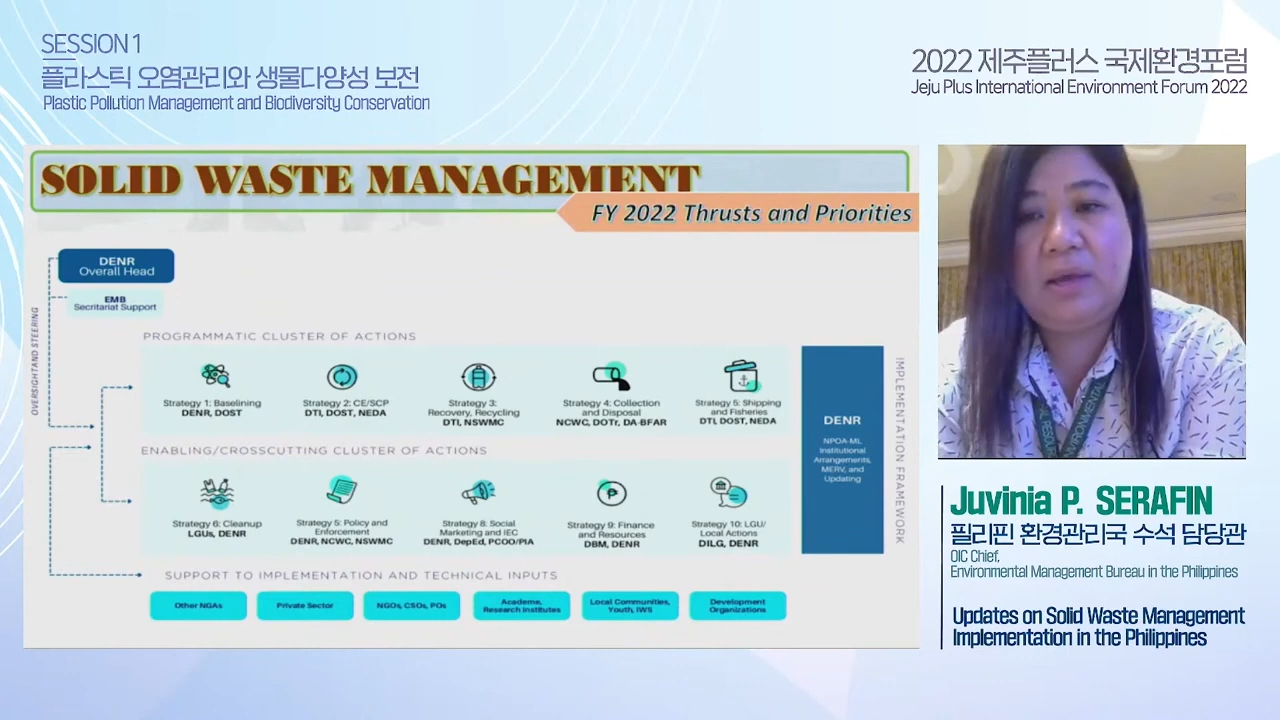 SESSION 1
플라스틱 오염관리와 생물다양성 보전
Plastic Pollution Management and Biodiversity Conservation
2022 제주플러스 국제환경포럼
Jeju Plus International Environment Forum 2022
SOLID WASTE MANAGEMENT
FY 2022 Thrusts and Priorities
DENR
Overall Head
EMB
Secritariat Support
OVERSIGHT AND STEERING
PROGRAMMATIC CLUSTER OF ACTIONS
Strategy 1: Baselining
DENR, DOST
Strategy 2: CE/SCP
DTI, DOST, NEDA
Strategy 3:
Recovery, Recycling
DTI, NSWMC
Strategy 4: Collection
and Disposal
NCWC, DOTr, DA-BFAR
Strategy 5: Shipping
and Fisheries
DTI, DOST, NEDA
ENABLING/CROSSCUTTING CLUSTER OF ACTIONS
Strategy 6: Cleanup
LGUs, DENR
Strategy 5: Policy and
Enforcement
DENR, NCWC, NSWMC
Strategy 8: Social
Marketing and IEC
DENR, DepEd, PCOO/PIA
Strategy 9: Finance
and Resources
DBM, DENR
Strategy 10: LGU/
Local Actions
DILG, DENR
DENR
NPOA-ML
Institutional
Arrangements,
MERV, and
Updating
IMPLEMENTATION FRAMEWORK
SUPPORT TO IMPLEMENTATION AND TECHNICAL INPUTS
Other NGAs
Private Sector
NGOs, CSOs, POs
Academe,
Research Institutes
Local Communities,
Youth, IWS
Development
Organizations
Juvinia P. SERAFIN
필리핀 환경관리국 수석 담당관
OIC Chief,
Environmental Management Bureau in the Philippines
Updates on Solid Waste Management
Implementation in the Philippines